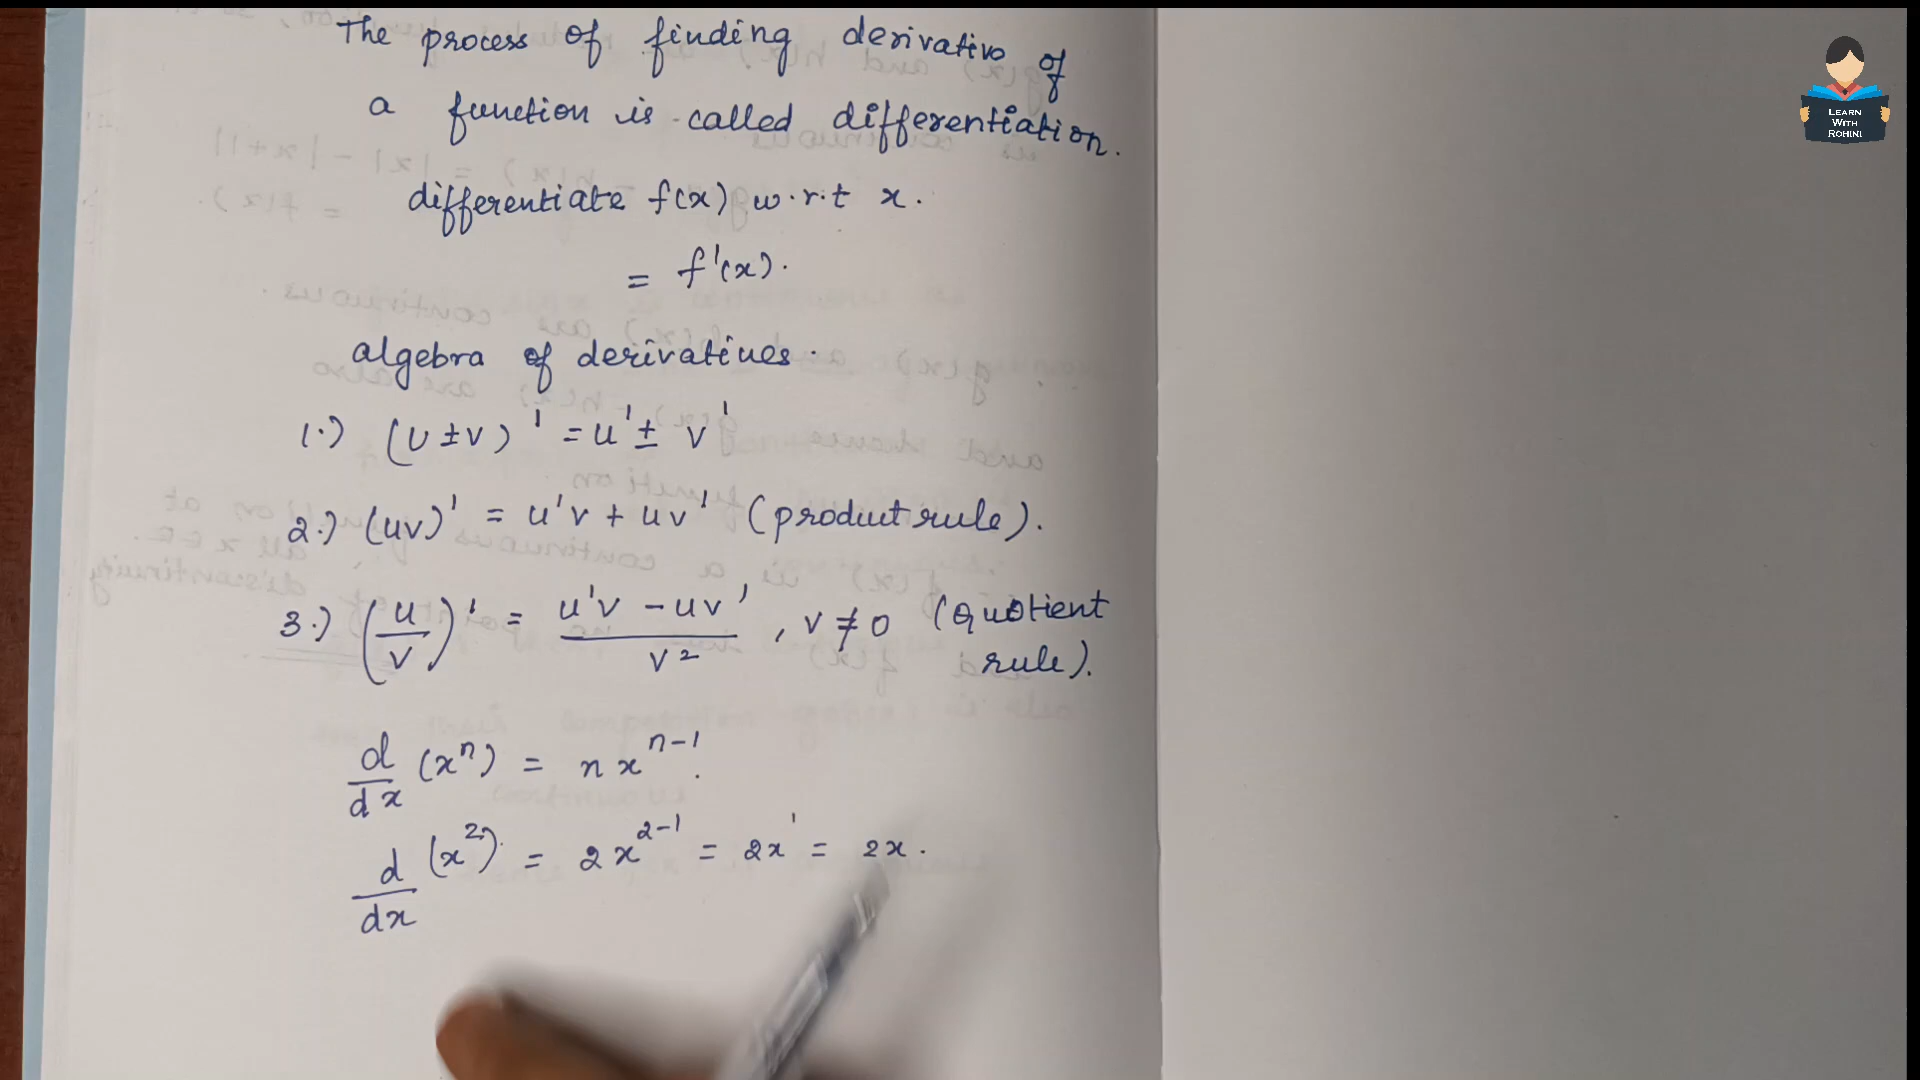 The process of finding derivative of
a function is called differentiation.
differentiate f(x) w.r.t x.
= f'(x).
algebra of derivatives.
1.) (u ± v)' = u' ± v'
2.) (uv)' = u'v + uv' (product rule).
3.) (u/v)' = (u'v - uv')/v², v ≠ 0 (Quotient
rule).
d/dx (xⁿ) = n xⁿ⁻¹.
d/dx (x²) = 2x²⁻¹ = 2x¹ = 2x.
LEARN
WITH
ROHINI